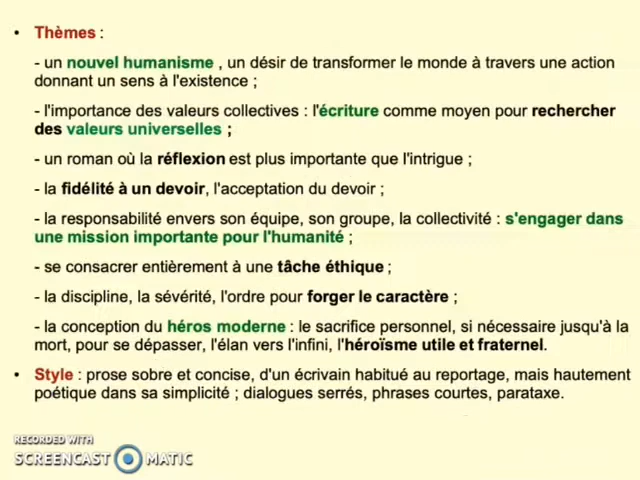 • Thèmes :
- un nouvel humanisme , un désir de transformer le monde à travers une action
donnant un sens à l'existence ;
- l'importance des valeurs collectives : l'écriture comme moyen pour rechercher
des valeurs universelles ;
- un roman où la réflexion est plus importante que l'intrigue ;
- la fidélité à un devoir, l'acceptation du devoir ;
- la responsabilité envers son équipe, son groupe, la collectivité : s'engager dans
une mission importante pour l'humanité ;
- se consacrer entièrement à une tâche éthique ;
- la discipline, la sévérité, l'ordre pour forger le caractère ;
- la conception du héros moderne : le sacrifice personnel, si nécessaire jusqu'à la
mort, pour se dépasser, l'élan vers l'infini, l'héroïsme utile et fraternel.
• Style : prose sobre et concise, d'un écrivain habitué au reportage, mais hautement
poétique dans sa simplicité ; dialogues serrés, phrases courtes, parataxe.
RECORDED WITH
SCREENCAST MATIC